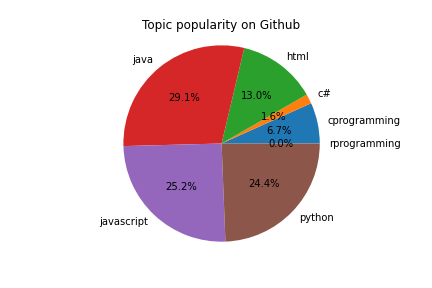 Topic popularity on Github
java
html
c#
cprogramming
rprogramming
javascript
python
29.1%
13.0%
1.6%
6.7%
0.0%
25.2%
24.4%